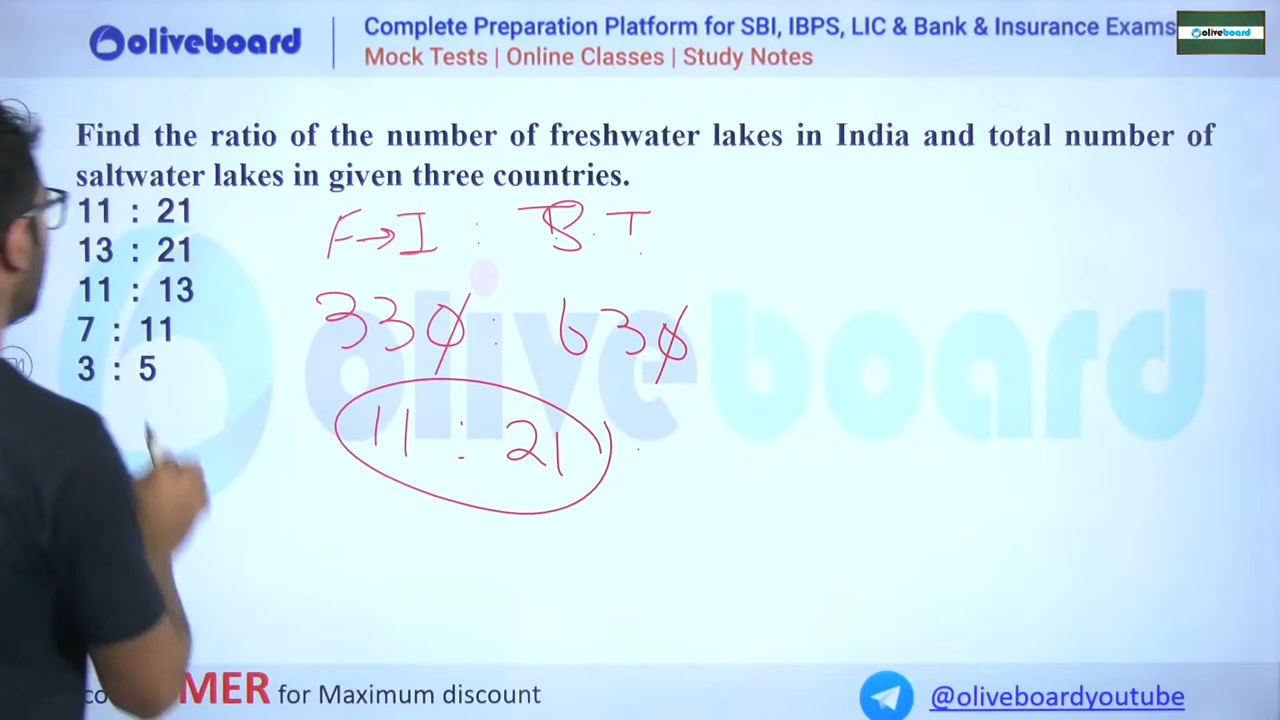 oliveboard
Complete Preparation Platform for SBI, IBPS, LIC & Bank & Insurance Exams
Mock Tests | Online Classes | Study Notes
oliveboard
Find the ratio of the number of freshwater lakes in India and total number of
saltwater lakes in given three countries.
11 : 21
13 : 21
11 : 13
7 : 11
3 : 5
F→I :
330 : 630
11 : 21
oliveboard
MER for Maximum discount
@oliveboardyoutube